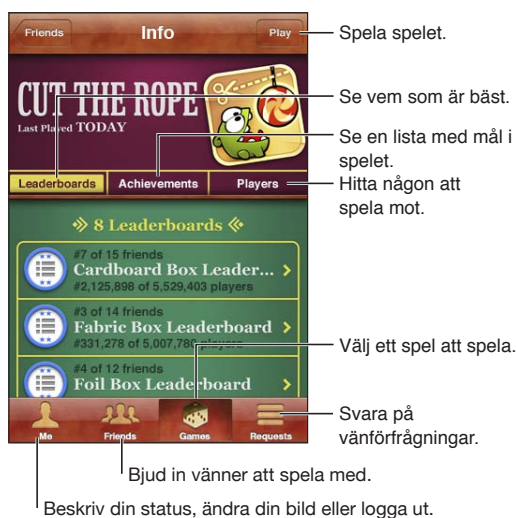 Friends
Info
Play
Spela spelet.
CUT THE ROPE
Last Played TODAY
Se vem som är bäst.
Se en lista med mål i
spelet.
Leaderboards
Achievements
Players
Hitta någon att
spela mot.
8 Leaderboards
#7 of 15 friends
Cardboard Box Leader...
#2,125,898 of 5,529,403 players
#3 of 14 friends
Fabric Box Leaderboard
#331,278 of 5,007,780 players
Välj ett spel att spela.
#4 of 12 friends
Foil Box Leaderboard
Me
Friends
Games
Requests
Svara på
vänförfrågningar.
Bjud in vänner att spela med.
Beskriv din status, ändra din bild eller logga ut.